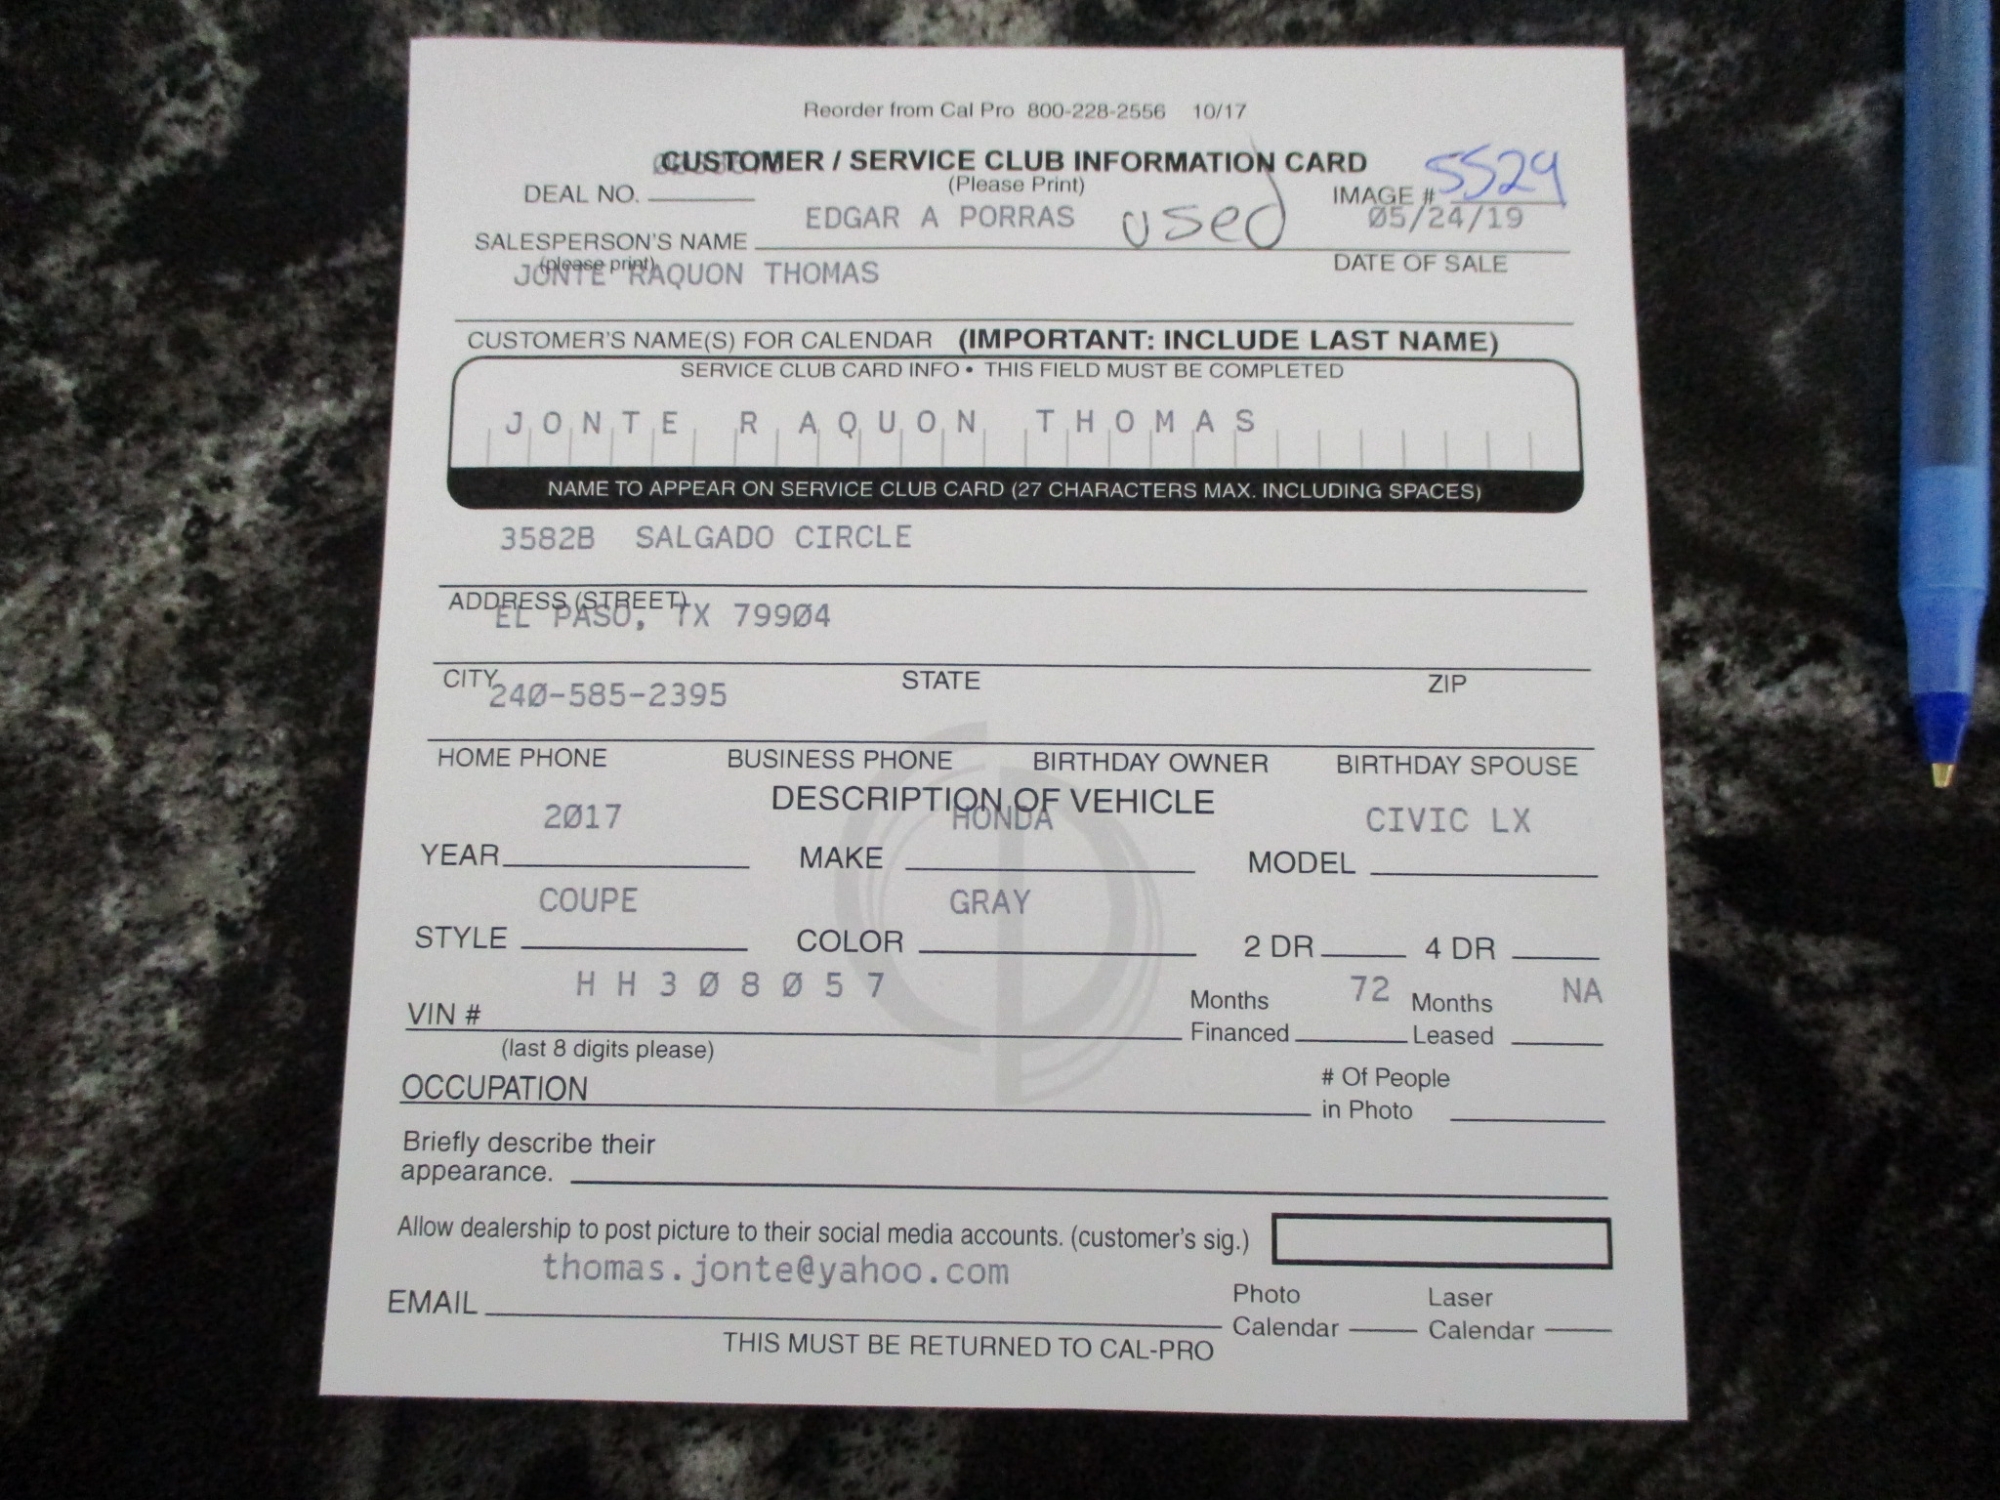 Reorder from Cal Pro 800-228-2556 10/17
CUSTOMER / SERVICE CLUB INFORMATION CARD
(Please Print)
DEAL NO. IMAGE # 5529
EDGAR A PORRAS used 05/24/19
SALESPERSON'S NAME DATE OF SALE
(please print)
JONTE RAQUON THOMAS
CUSTOMER'S NAME(S) FOR CALENDAR (IMPORTANT: INCLUDE LAST NAME)
SERVICE CLUB CARD INFO • THIS FIELD MUST BE COMPLETED
JONTE RAQUON THOMAS
NAME TO APPEAR ON SERVICE CLUB CARD (27 CHARACTERS MAX. INCLUDING SPACES)
3582B SALGADO CIRCLE
ADDRESS (STREET)
EL PASO, TX 79904
CITY STATE ZIP
240-585-2395
HOME PHONE BUSINESS PHONE BIRTHDAY OWNER BIRTHDAY SPOUSE
DESCRIPTION OF VEHICLE
2017 HONDA CIVIC LX
YEAR MAKE MODEL
COUPE GRAY
STYLE COLOR 2 DR 4 DR
HH308057 72 NA
VIN # Months Financed Months Leased
(last 8 digits please)
OCCUPATION # Of People in Photo
Briefly describe their
appearance.
Allow dealership to post picture to their social media accounts. (customer's sig.)
thomas.jonte@yahoo.com
EMAIL Photo Calendar Laser Calendar
THIS MUST BE RETURNED TO CAL-PRO